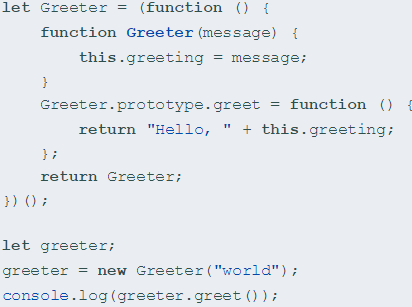 let Greeter = (function () {
    function Greeter(message) {
        this.greeting = message;
    }
    Greeter.prototype.greet = function () {
        return "Hello, " + this.greeting;
    };
    return Greeter;
})();

let greeter;
greeter = new Greeter("world");
console.log(greeter.greet());